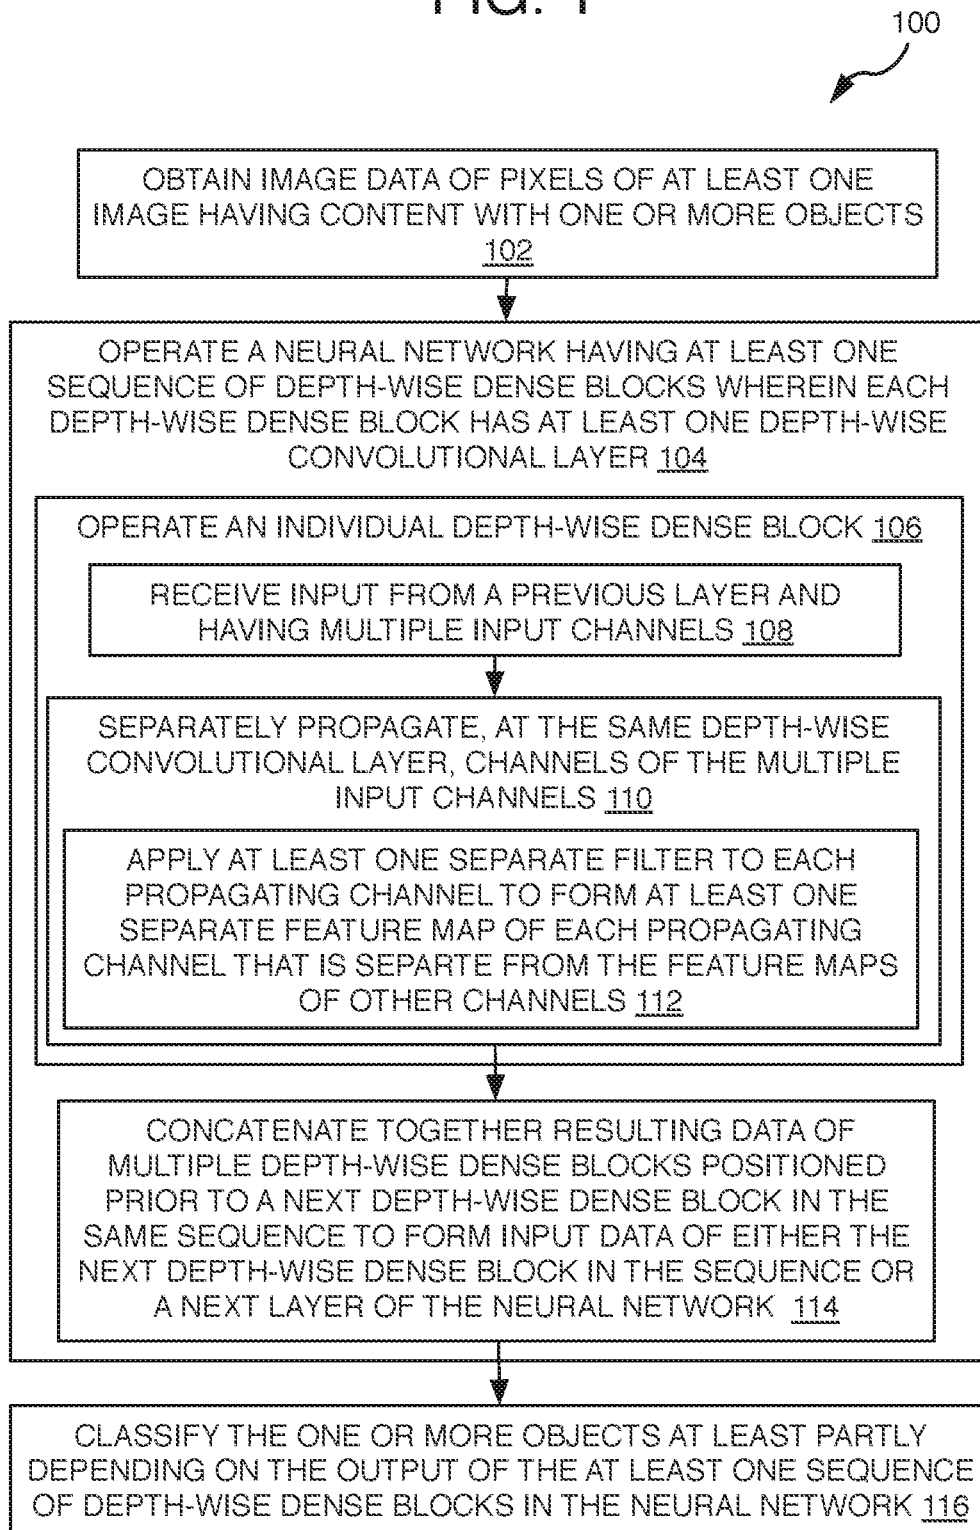 FIG. 1
100
OBTAIN IMAGE DATA OF PIXELS OF AT LEAST ONE
IMAGE HAVING CONTENT WITH ONE OR MORE OBJECTS
102
OPERATE A NEURAL NETWORK HAVING AT LEAST ONE
SEQUENCE OF DEPTH-WISE DENSE BLOCKS WHEREIN EACH
DEPTH-WISE DENSE BLOCK HAS AT LEAST ONE DEPTH-WISE
CONVOLUTIONAL LAYER 104
OPERATE AN INDIVIDUAL DEPTH-WISE DENSE BLOCK 106
RECEIVE INPUT FROM A PREVIOUS LAYER AND
HAVING MULTIPLE INPUT CHANNELS 108
SEPARATELY PROPAGATE, AT THE SAME DEPTH-WISE
CONVOLUTIONAL LAYER, CHANNELS OF THE MULTIPLE
INPUT CHANNELS 110
APPLY AT LEAST ONE SEPARATE FILTER TO EACH
PROPAGATING CHANNEL TO FORM AT LEAST ONE
SEPARATE FEATURE MAP OF EACH PROPAGATING
CHANNEL THAT IS SEPARTE FROM THE FEATURE MAPS
OF OTHER CHANNELS 112
CONCATENATE TOGETHER RESULTING DATA OF
MULTIPLE DEPTH-WISE DENSE BLOCKS POSITIONED
PRIOR TO A NEXT DEPTH-WISE DENSE BLOCK IN THE
SAME SEQUENCE TO FORM INPUT DATA OF EITHER THE
NEXT DEPTH-WISE DENSE BLOCK IN THE SEQUENCE OR
A NEXT LAYER OF THE NEURAL NETWORK 114
CLASSIFY THE ONE OR MORE OBJECTS AT LEAST PARTLY
DEPENDING ON THE OUTPUT OF THE AT LEAST ONE SEQUENCE
OF DEPTH-WISE DENSE BLOCKS IN THE NEURAL NETWORK 116